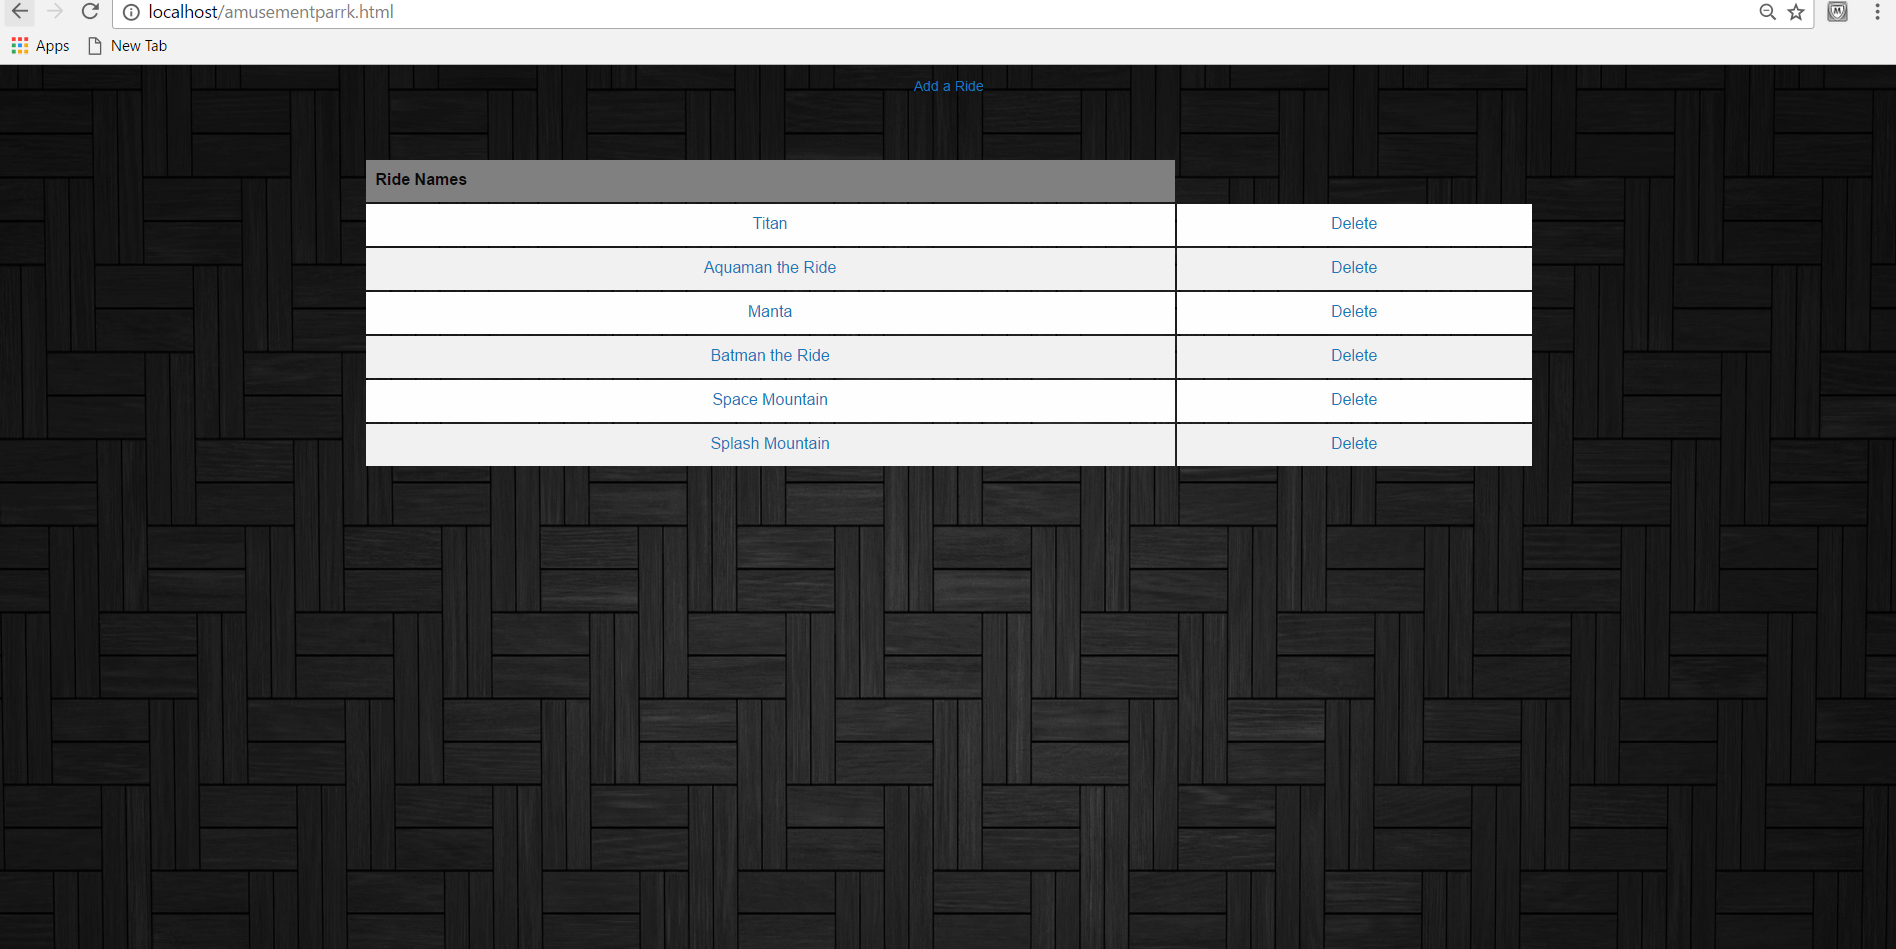 localhost/amusementparrk.html
Apps New Tab
Add a Ride
Ride Names
Titan Delete
Aquaman the Ride Delete
Manta Delete
Batman the Ride Delete
Space Mountain Delete
Splash Mountain Delete